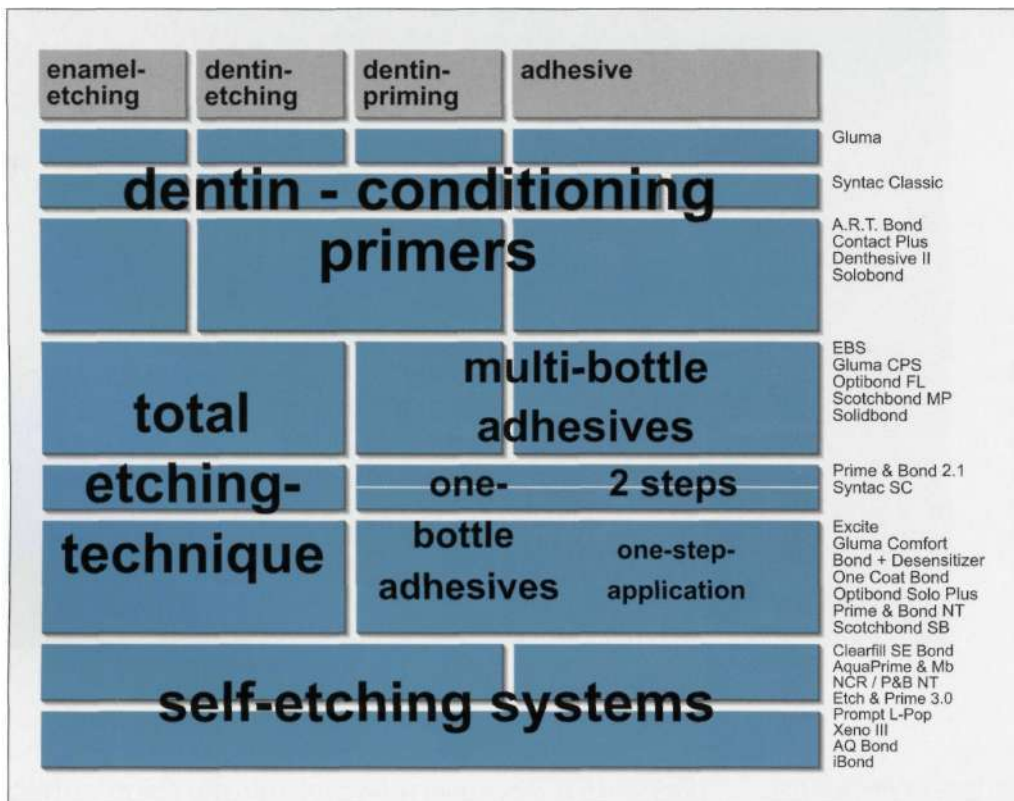 enamel-
etching
dentin-
etching
dentin-
priming
adhesive
Gluma
dentin - conditioning
primers
Syntac Classic
A.R.T. Bond
Contact Plus
Denthesive II
Solobond
total
etching-
technique
multi-bottle
adhesives
EBS
Gluma CPS
Optibond FL
Scotchbond MP
Solidbond
one-
bottle
adhesives
2 steps
Prime & Bond 2.1
Syntac SC
one-step-
application
Excite
Gluma Comfort
Bond + Desensitizer
One Coat Bond
Optibond Solo Plus
Prime & Bond NT
Scotchbond SB
self-etching systems
Clearfill SE Bond
AquaPrime & Mb
NCR / P&B NT
Etch & Prime 3.0
Prompt L-Pop
Xeno III
AQ Bond
iBond